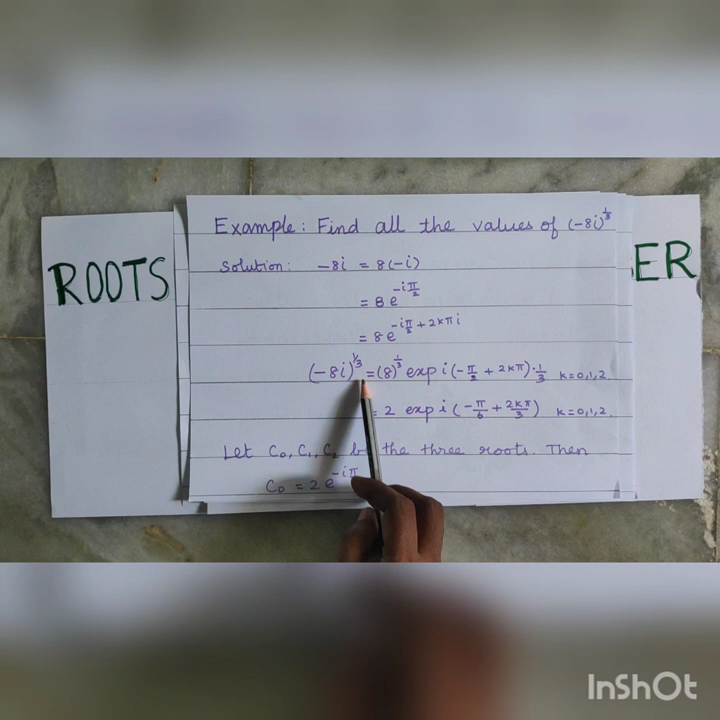 ROOTS
ER
Example: Find all the values of (-8i)^{1/3}
Solution: -8i = 8(-i)
= 8e^{-iπ/2}
= 8e^{-iπ/2 + 2kπi}
(-8i)^{1/3} = (8)^{1/3} exp i(-π/2 + 2kπ)·1/3 k=0,1,2
= 2 exp i(-π/6 + 2kπ/3) k=0,1,2.
Let C₀, C₁, C₂ be the three roots. Then
C₀ = 2e^{-iπ
InShOt